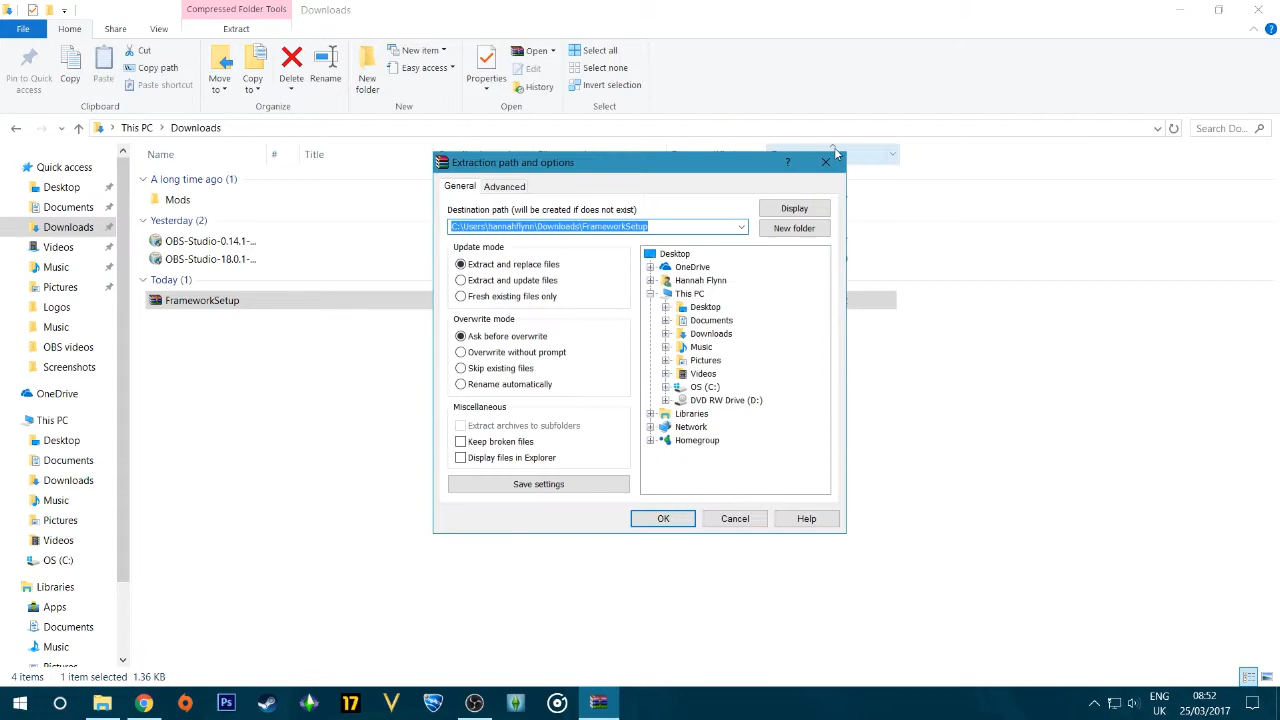 Compressed Folder Tools
Downloads
File
Home
Share
View
Extract
Pin to Quick access
Copy
Paste
Cut
Copy path
Paste shortcut
Clipboard
Move to
Copy to
Delete
Rename
Organize
New folder
New item
Easy access
New
Properties
Open
Edit
History
Open
Select all
Select none
Invert selection
Select
This PC
Downloads
Search Do...
Name
#
Title
Quick access
Desktop
Documents
Downloads
Videos
Music
Pictures
Logos
Music
OBS videos
Screenshots
OneDrive
This PC
Desktop
Documents
Downloads
Music
Pictures
Videos
OS (C:)
Libraries
Apps
Documents
Music
A long time ago (1)
Mods
Yesterday (2)
OBS-Studio-0.14.1-...
OBS-Studio-18.0.1-...
Today (1)
FrameworkSetup
Extraction path and options
?
General
Advanced
Destination path (will be created if does not exist)
C:\Users\hannahflynn\Downloads\FrameworkSetup
Display
New folder
Update mode
Extract and replace files
Extract and update files
Fresh existing files only
Overwrite mode
Ask before overwrite
Overwrite without prompt
Skip existing files
Rename automatically
Miscellaneous
Extract archives to subfolders
Keep broken files
Display files in Explorer
Save settings
Desktop
OneDrive
Hannah Flynn
This PC
Desktop
Documents
Downloads
Music
Pictures
Videos
OS (C:)
DVD RW Drive (D:)
Libraries
Network
Homegroup
OK
Cancel
Help
4 items
1 item selected 1.36 KB
Ps
17
ENG
UK
08:52
25/03/2017